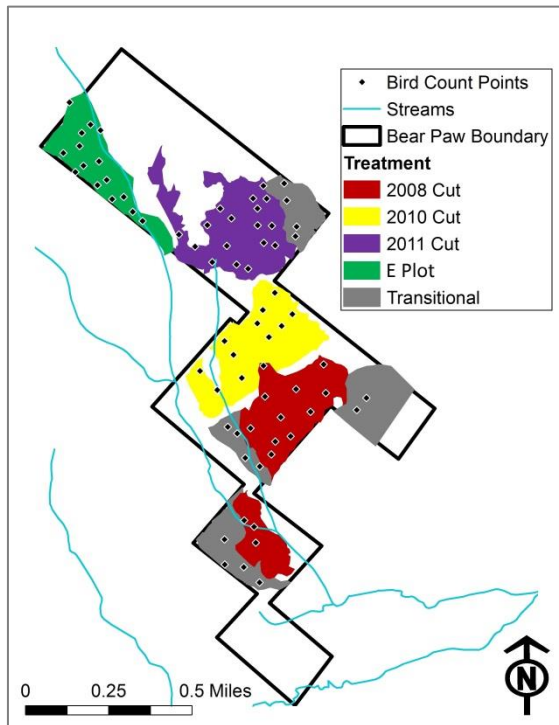 Bird Count Points
Streams
Bear Paw Boundary
Treatment
2008 Cut
2010 Cut
2011 Cut
E Plot
Transitional
0 0.25 0.5 Miles
N